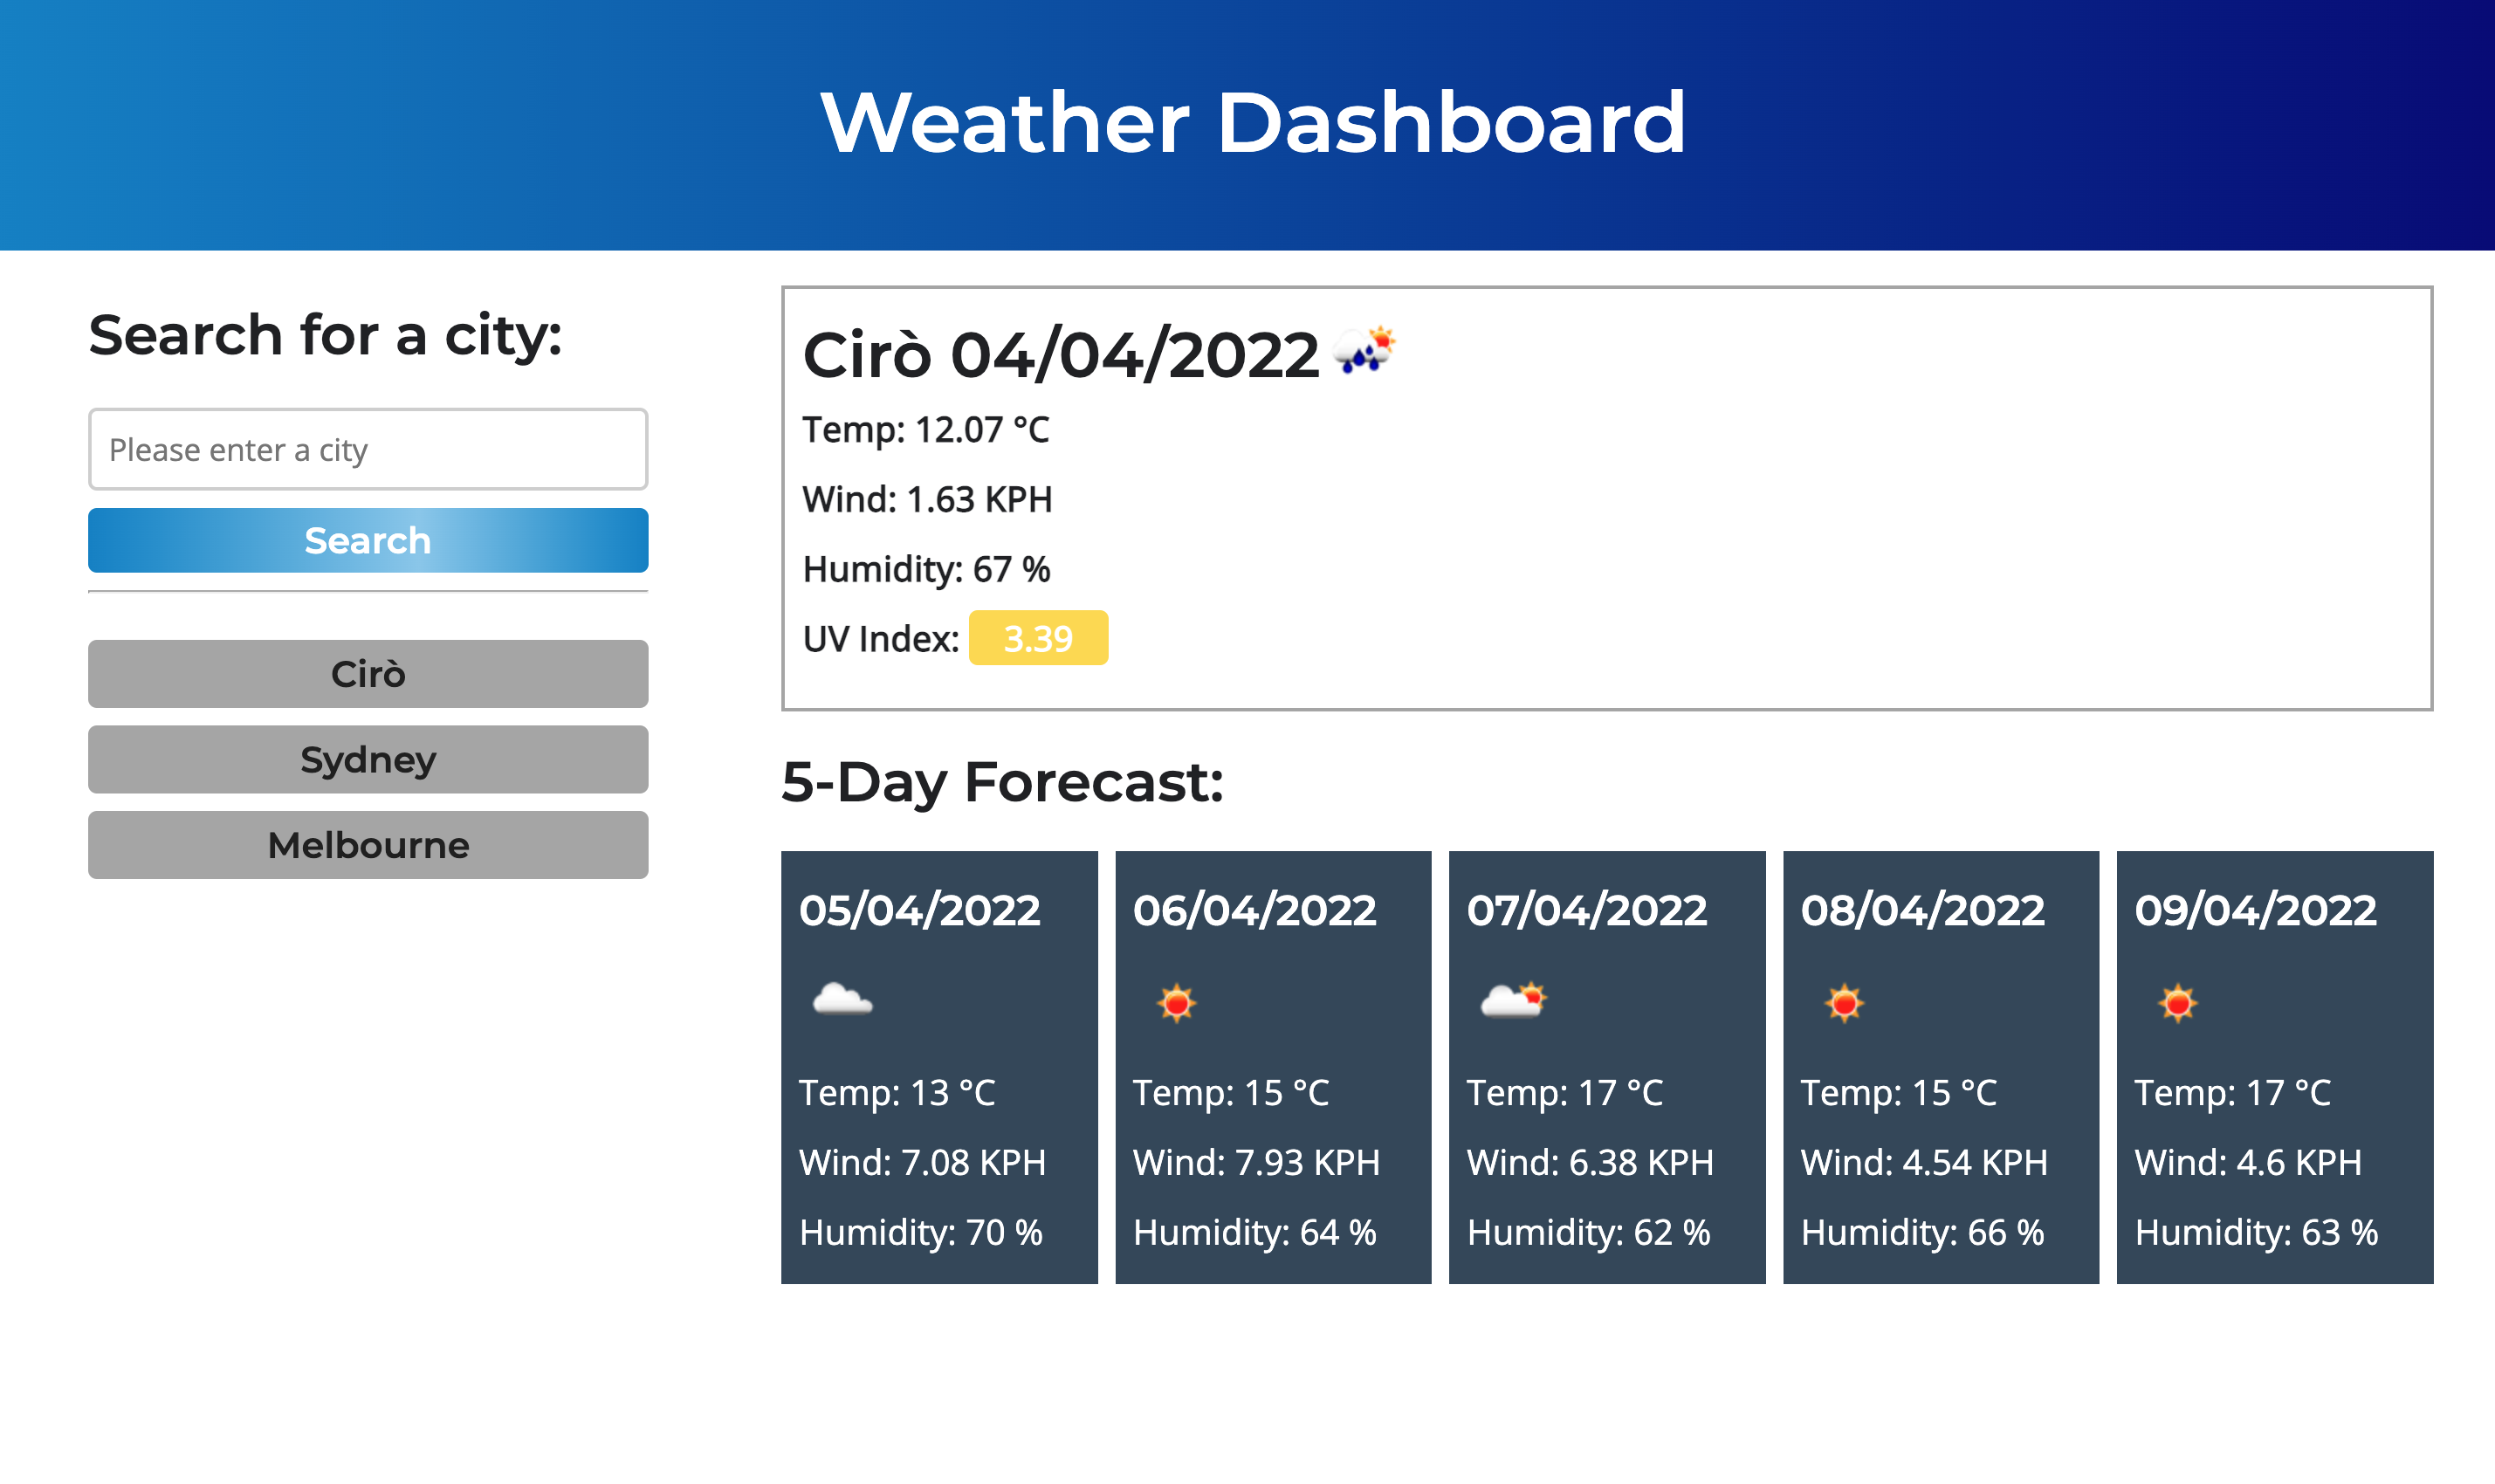 Weather Dashboard
Search for a city:
Please enter a city
Search
Cirò
Sydney
Melbourne
Cirò 04/04/2022
Temp: 12.07 °C
Wind: 1.63 KPH
Humidity: 67 %
UV Index: 3.39
5-Day Forecast:
05/04/2022
Temp: 13 °C
Wind: 7.08 KPH
Humidity: 70 %
06/04/2022
Temp: 15 °C
Wind: 7.93 KPH
Humidity: 64 %
07/04/2022
Temp: 17 °C
Wind: 6.38 KPH
Humidity: 62 %
08/04/2022
Temp: 15 °C
Wind: 4.54 KPH
Humidity: 66 %
09/04/2022
Temp: 17 °C
Wind: 4.6 KPH
Humidity: 63 %